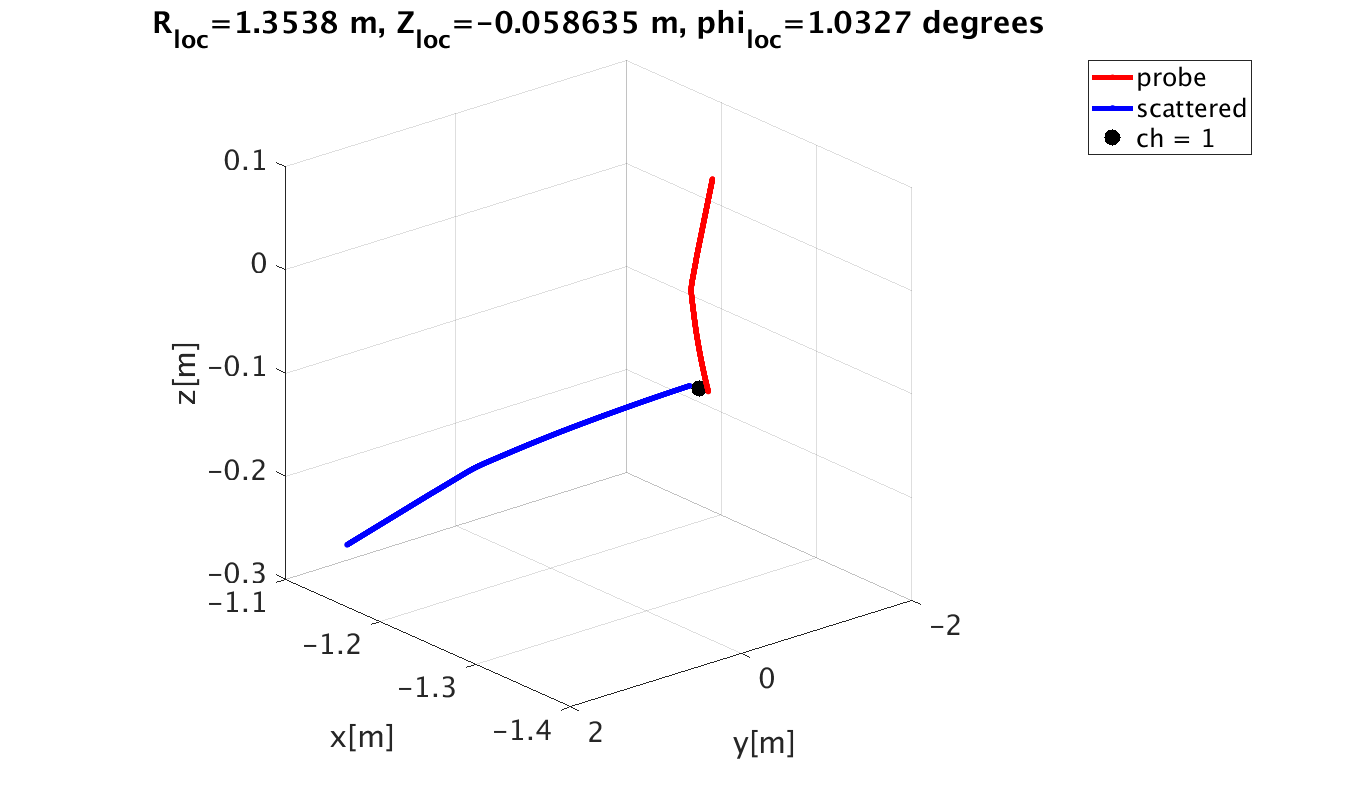 R_loc=1.3538 m, Z_loc=−0.058635 m, phi_loc=1.0327 degrees
probe
scattered
ch = 1
0.1
0
−0.1
−0.2
−0.3
z[m]
−1.1
−1.2
−1.3
−1.4
x[m]
2
0
−2
y[m]